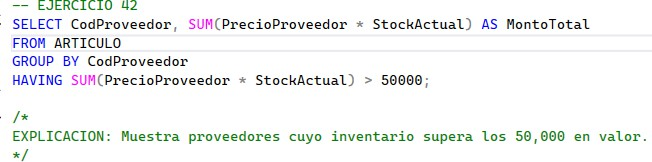 -- EJERCICIO 42
SELECT CodProveedor, SUM(PrecioProveedor * StockActual) AS MontoTotal
FROM ARTICULO
GROUP BY CodProveedor
HAVING SUM(PrecioProveedor * StockActual) > 50000;
/*
EXPLICACION: Muestra proveedores cuyo inventario supera los 50,000 en valor.
*/